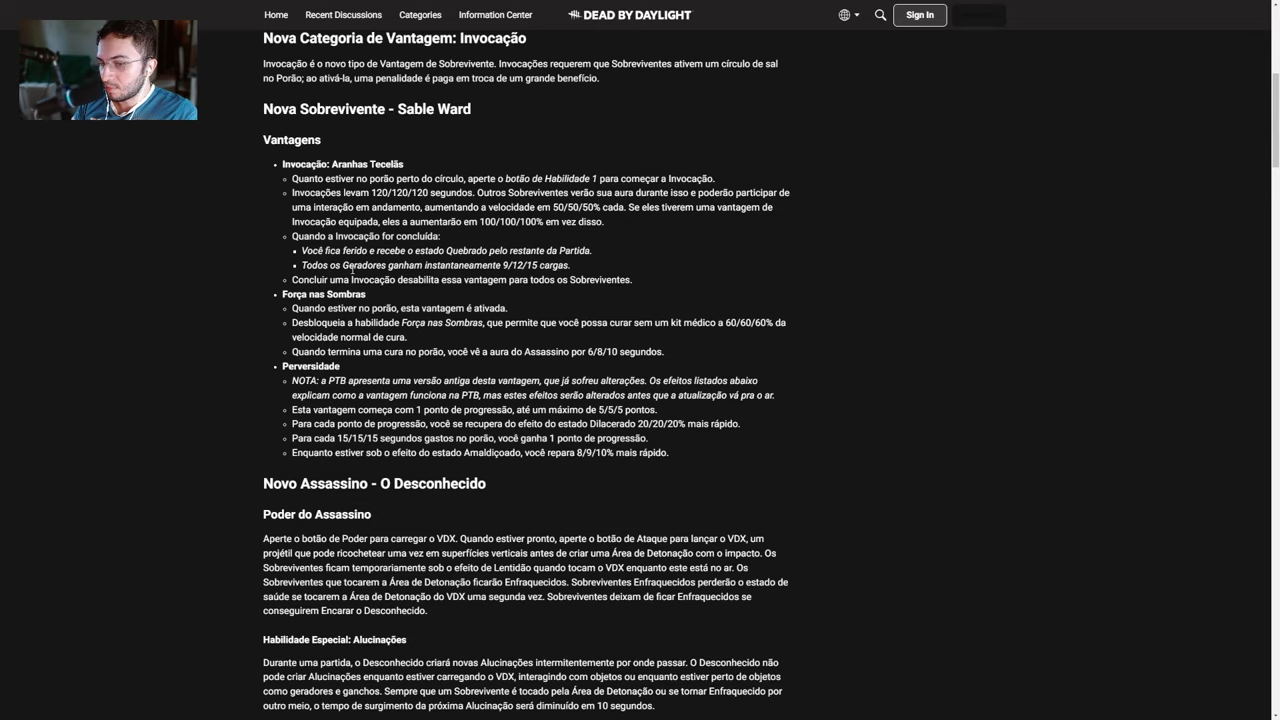 Home Recent Discussions Categories Information Center DEAD BY DAYLIGHT Sign In
Nova Categoria de Vantagem: Invocação
Invocação é o novo tipo de Vantagem de Sobrevivente. Invocações requerem que Sobreviventes ativem um círculo de sal
no Porão; ao ativá-la, uma penalidade é paga em troca de um grande benefício.
Nova Sobrevivente - Sable Ward
Vantagens
Invocação: Aranhas Tecelãs
Quanto estiver no porão perto do círculo, aperte o botão de Habilidade 1 para começar a Invocação.
Invocações levam 120/120/120 segundos. Outros Sobreviventes verão sua aura durante isso e poderão participar de
uma interação em andamento, aumentando a velocidade em 50/50/50% cada. Se eles tiverem uma vantagem de
Invocação equipada, eles a aumentarão em 100/100/100% em vez disso.
Quando a Invocação for concluída:
Você fica ferido e recebe o estado Quebrado pelo restante da Partida.
Todos os Geradores ganham instantaneamente 9/12/15 cargas.
Concluir uma Invocação desabilita essa vantagem para todos os Sobreviventes.
Força nas Sombras
Quando estiver no porão, esta vantagem é ativada.
Desbloqueia a habilidade Força nas Sombras, que permite que você possa curar sem um kit médico a 60/60/60% da
velocidade normal de cura.
Quando termina uma cura no porão, você vê a aura do Assassino por 6/8/10 segundos.
Perversidade
NOTA: a PTB apresenta uma versão antiga desta vantagem, que já sofreu alterações. Os efeitos listados abaixo
explicam como a vantagem funciona na PTB, mas estes efeitos serão alterados antes que a atualização vá pra o ar.
Esta vantagem começa com 1 ponto de progressão, até um máximo de 5/5/5 pontos.
Para cada ponto de progressão, você se recupera do efeito do estado Dilacerado 20/20/20% mais rápido.
Para cada 15/15/15 segundos gastos no porão, você ganha 1 ponto de progressão.
Enquanto estiver sob o efeito do estado Amaldiçoado, você repara 8/9/10% mais rápido.
Novo Assassino - O Desconhecido
Poder do Assassino
Aperte o botão de Poder para carregar o VDX. Quando estiver pronto, aperte o botão de Ataque para lançar o VDX, um
projétil que pode ricochetear uma vez em superfícies verticais antes de criar uma Área de Detonação com o impacto. Os
Sobreviventes ficam temporariamente sob o efeito de Lentidão quando tocam o VDX enquanto este está no ar. Os
Sobreviventes que tocarem a Área de Detonação ficarão Enfraquecidos. Sobreviventes Enfraquecidos perderão o estado de
saúde se tocarem a Área de Detonação do VDX uma segunda vez. Sobreviventes deixam de ficar Enfraquecidos se
conseguirem Encarar o Desconhecido.
Habilidade Especial: Alucinações
Durante uma partida, o Desconhecido criará novas Alucinações intermitentemente por onde passar. O Desconhecido não
pode criar Alucinações enquanto estiver carregando o VDX, interagindo com objetos ou enquanto estiver perto de objetos
como geradores e ganchos. Sempre que um Sobrevivente é tocado pela Área de Detonação ou se tornar Enfraquecido por
outro meio, o tempo de surgimento da próxima Alucinação será diminuído em 10 segundos.